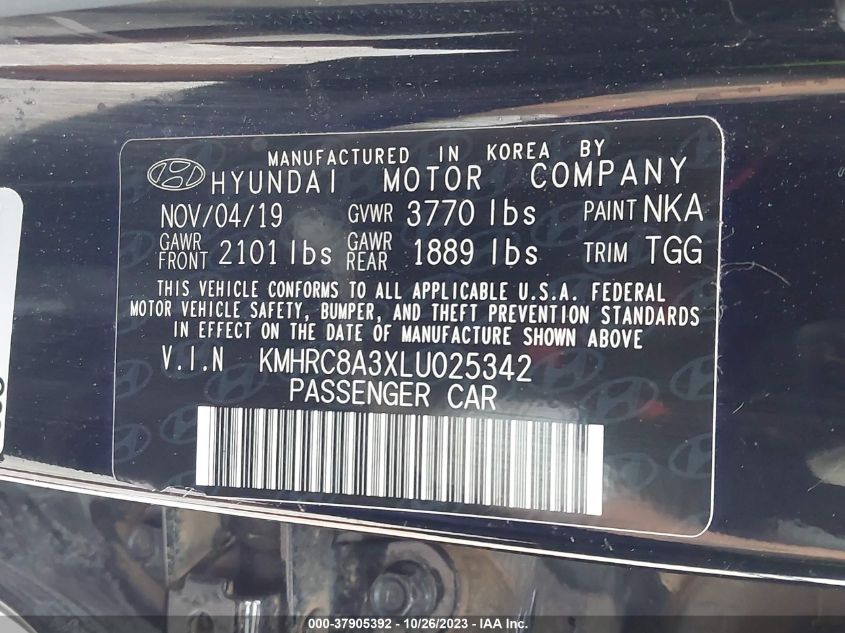 MANUFACTURED IN KOREA BY
HYUNDAI MOTOR COMPANY
NOV/04/19 GVWR 3770 lbs PAINT NKA
GAWR FRONT 2101 lbs GAWR REAR 1889 lbs TRIM TGG
THIS VEHICLE CONFORMS TO ALL APPLICABLE U.S.A. FEDERAL
MOTOR VEHICLE SAFETY, BUMPER, AND THEFT PREVENTION STANDARDS
IN EFFECT ON THE DATE OF MANUFACTURE SHOWN ABOVE
V.I.N KMHRC8A3XLU025342
PASSENGER CAR
000-37905392 - 10/26/2023 - IAA Inc.